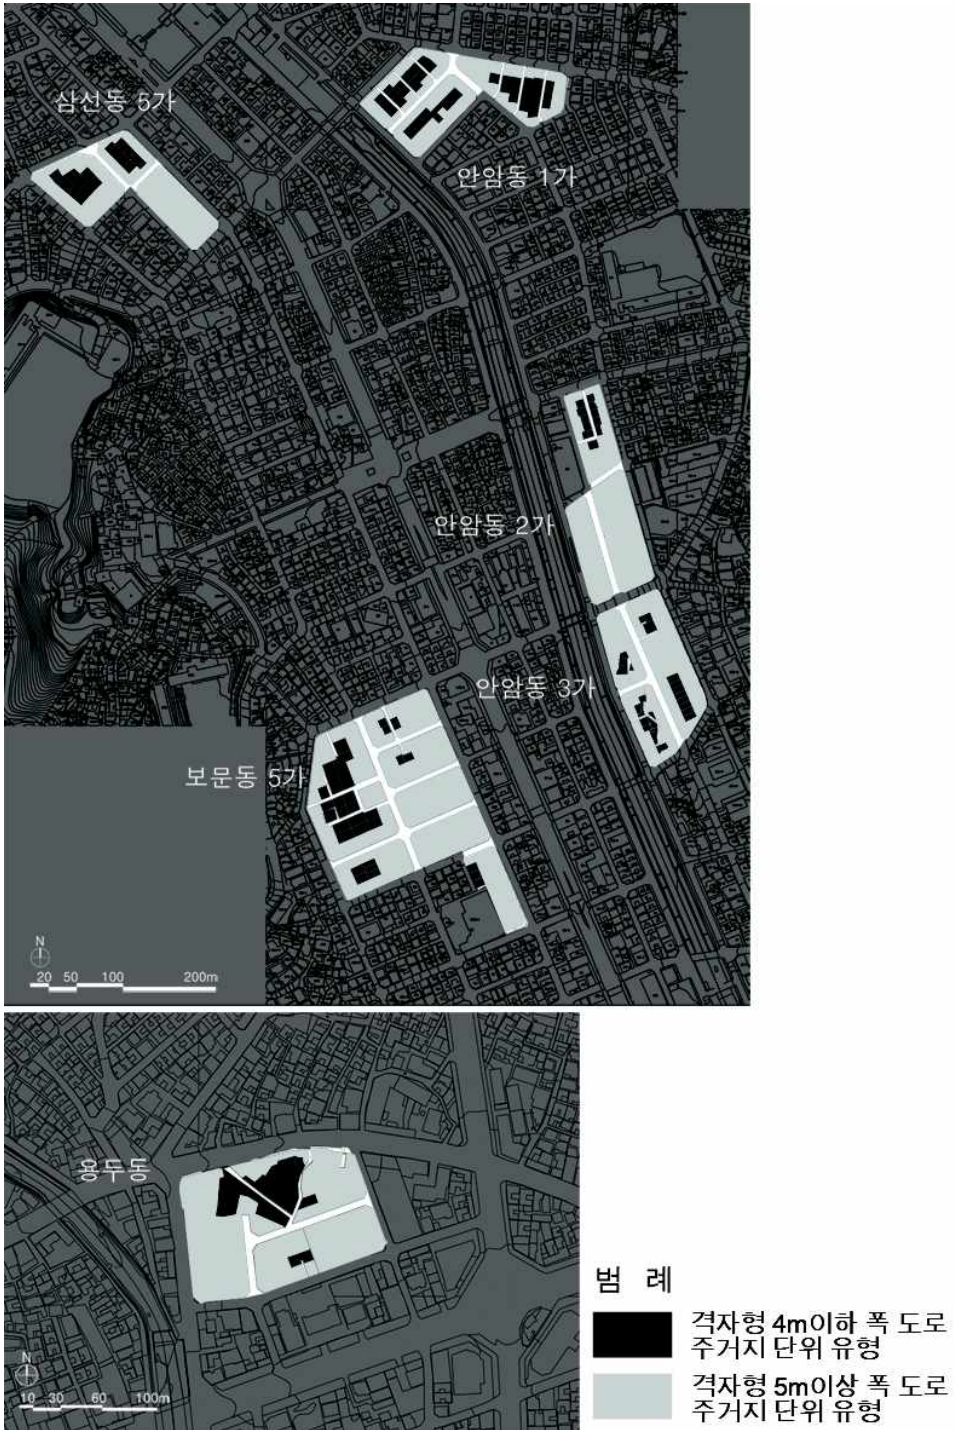 삼선동 5가
안암동 1가
안암동 2가
안암동 3가
보문동 5가
N
20 50 100 200m
용두동
N
10 30 60 100m
범 례
격자형 4m이하 폭 도로
주거지 단위 유형
격자형 5m이상 폭 도로
주거지 단위 유형